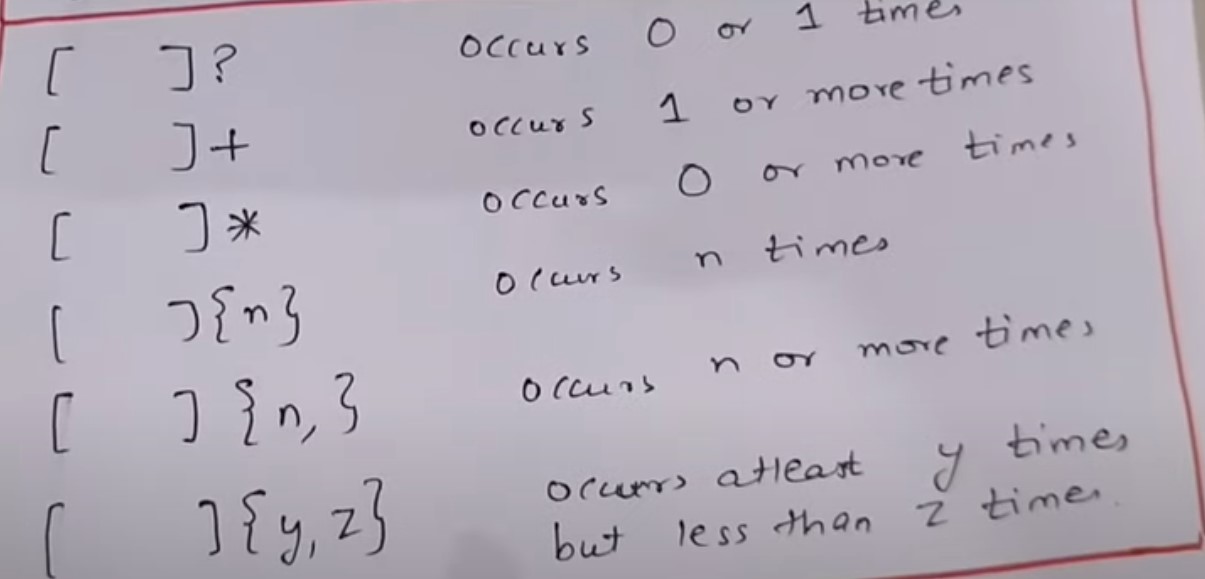 [ ]? occurs 0 or 1 times
[ ]+ occurs 1 or more times
[ ]* occurs 0 or more times
[ ]{n} occurs n times
[ ]{n,} occurs n or more times
[ ]{y,z} occurs atleast y times
but less than z times.